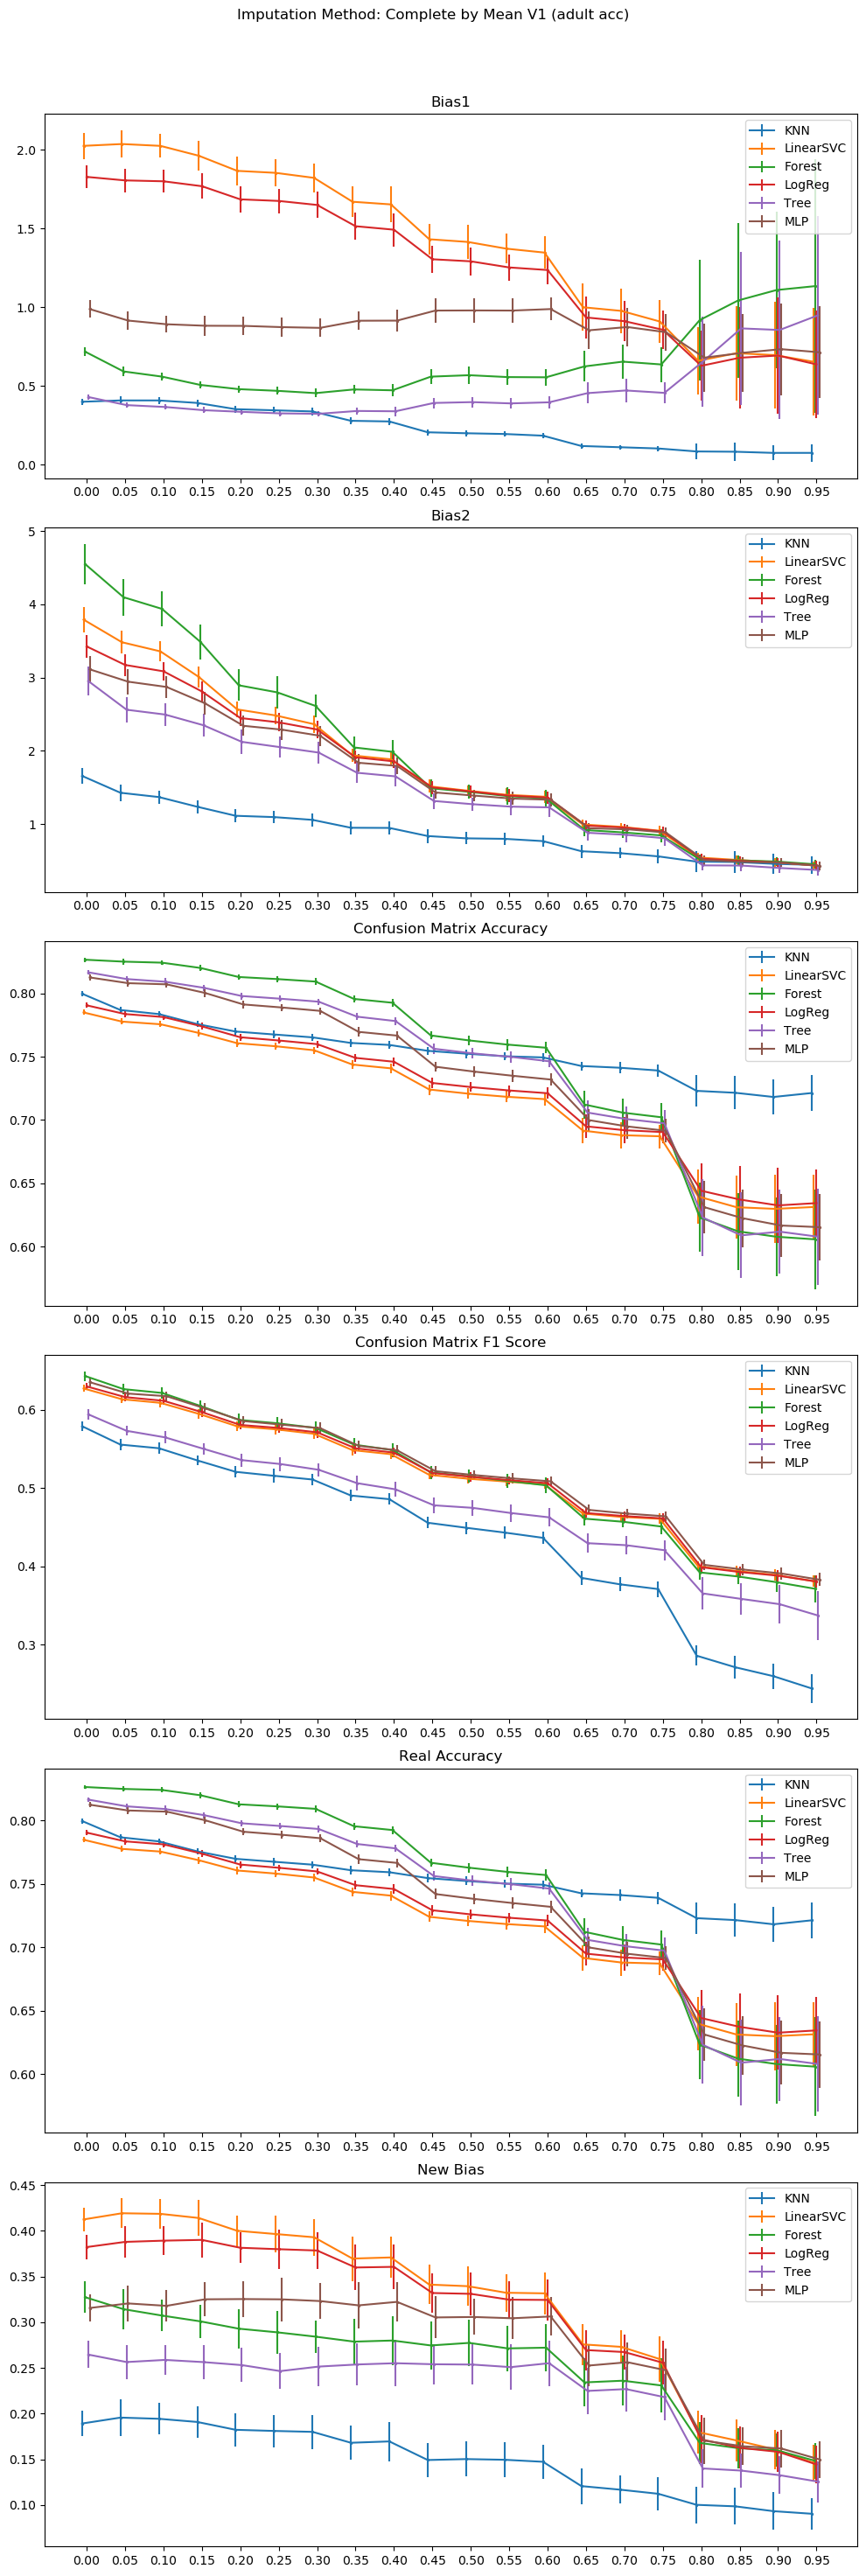 Imputation Method: Complete by Mean V1 (adult acc)
Bias1
KNN
LinearSVC
Forest
LogReg
Tree
MLP
2.0
1.5
1.0
0.5
0.0
0.00 0.05 0.10 0.15 0.20 0.25 0.30 0.35 0.40 0.45 0.50 0.55 0.60 0.65 0.70 0.75 0.80 0.85 0.90 0.95
Bias2
KNN
LinearSVC
Forest
LogReg
Tree
MLP
5
4
3
2
1
0.00 0.05 0.10 0.15 0.20 0.25 0.30 0.35 0.40 0.45 0.50 0.55 0.60 0.65 0.70 0.75 0.80 0.85 0.90 0.95
Confusion Matrix Accuracy
KNN
LinearSVC
Forest
LogReg
Tree
MLP
0.80
0.75
0.70
0.65
0.60
0.00 0.05 0.10 0.15 0.20 0.25 0.30 0.35 0.40 0.45 0.50 0.55 0.60 0.65 0.70 0.75 0.80 0.85 0.90 0.95
Confusion Matrix F1 Score
KNN
LinearSVC
Forest
LogReg
Tree
MLP
0.6
0.5
0.4
0.3
0.00 0.05 0.10 0.15 0.20 0.25 0.30 0.35 0.40 0.45 0.50 0.55 0.60 0.65 0.70 0.75 0.80 0.85 0.90 0.95
Real Accuracy
KNN
LinearSVC
Forest
LogReg
Tree
MLP
0.80
0.75
0.70
0.65
0.60
0.00 0.05 0.10 0.15 0.20 0.25 0.30 0.35 0.40 0.45 0.50 0.55 0.60 0.65 0.70 0.75 0.80 0.85 0.90 0.95
New Bias
KNN
LinearSVC
Forest
LogReg
Tree
MLP
0.45
0.40
0.35
0.30
0.25
0.20
0.15
0.10
0.00 0.05 0.10 0.15 0.20 0.25 0.30 0.35 0.40 0.45 0.50 0.55 0.60 0.65 0.70 0.75 0.80 0.85 0.90 0.95